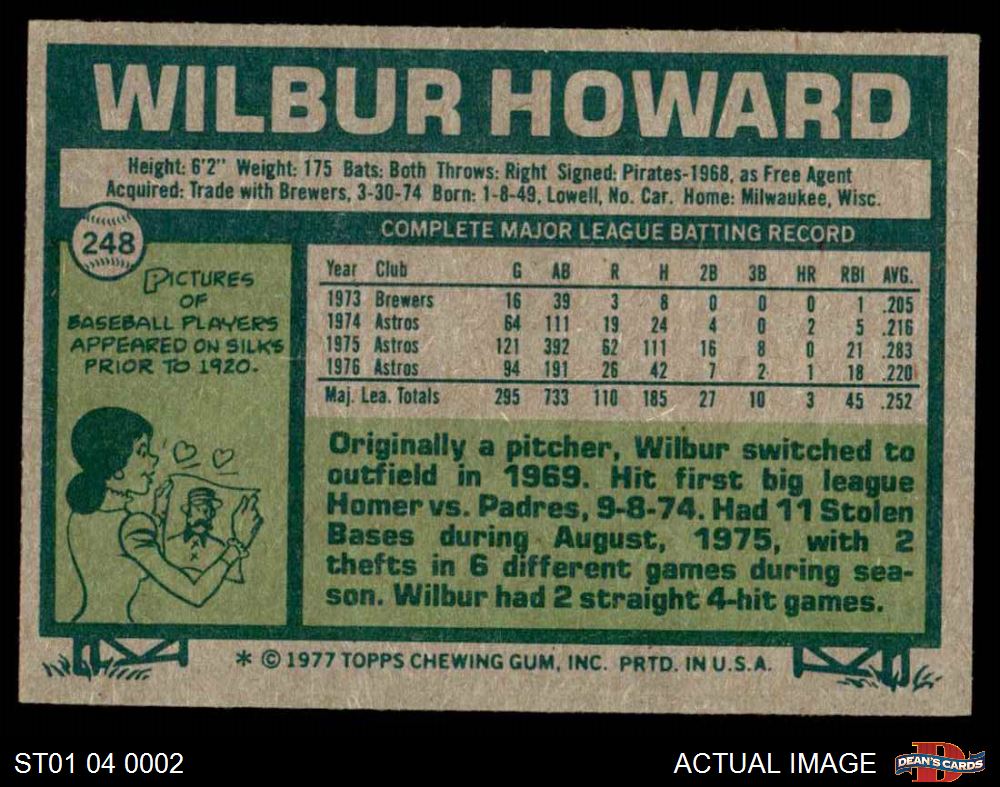 WILBUR HOWARD
Height: 6'2" Weight: 175 Bats: Both Throws: Right Signed: Pirates-1968, as Free Agent
Acquired: Trade with Brewers, 3-30-74 Born: 1-8-49, Lowell, No. Car. Home: Milwaukee, Wisc.
248
PICTURES
OF
BASEBALL PLAYERS
APPEARED ON SILKS
PRIOR TO 1920.
COMPLETE MAJOR LEAGUE BATTING RECORD
Year Club G AB R H 2B 3B HR RBI AVG.
1973 Brewers 16 39 3 8 0 0 0 1 .205
1974 Astros 64 111 19 24 4 0 2 5 .216
1975 Astros 121 392 62 111 16 8 0 21 .283
1976 Astros 94 191 26 42 7 2 1 18 .220
Maj. Lea. Totals 295 733 110 185 27 10 3 45 .252
Originally a pitcher, Wilbur switched to
outfield in 1969. Hit first big league
Homer vs. Padres, 9-8-74. Had 11 Stolen
Bases during August, 1975, with 2
thefts in 6 different games during sea-
son. Wilbur had 2 straight 4-hit games.
* © 1977 TOPPS CHEWING GUM, INC. PRTD. IN U.S.A.
ST01 04 0002
ACTUAL IMAGE
DEAN'S CARDS